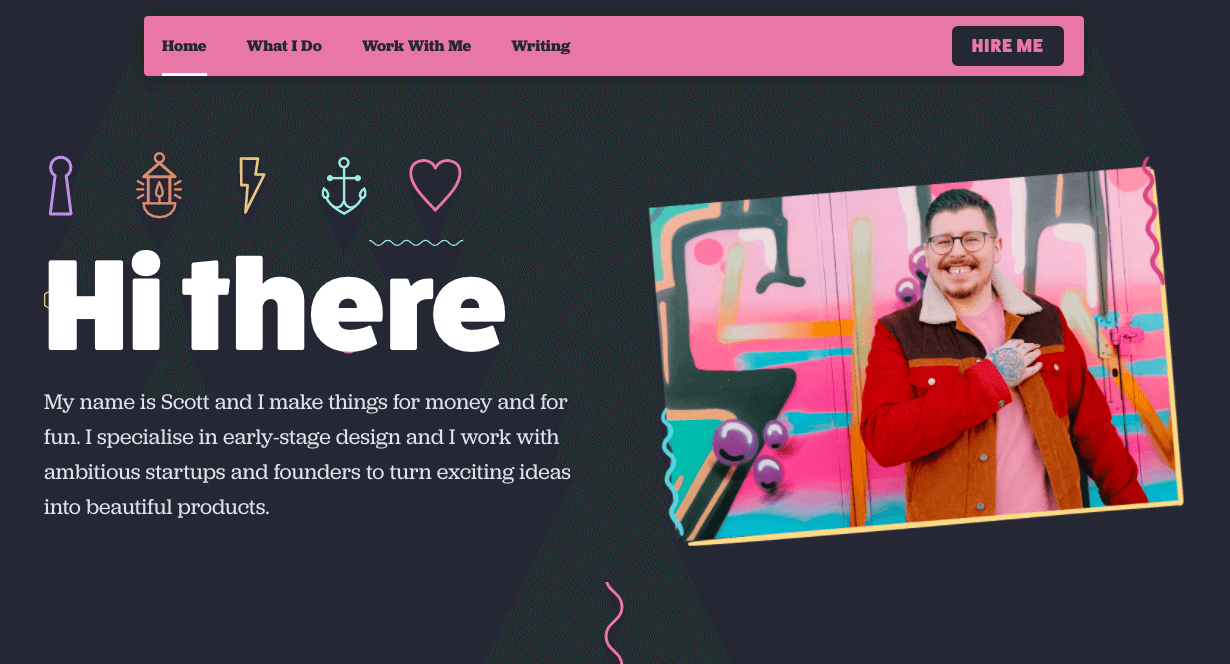 Home
What I Do
Work With Me
Writing
HIRE ME
Hi there
My name is Scott and I make things for money and for
fun. I specialise in early-stage design and I work with
ambitious startups and founders to turn exciting ideas
into beautiful products.